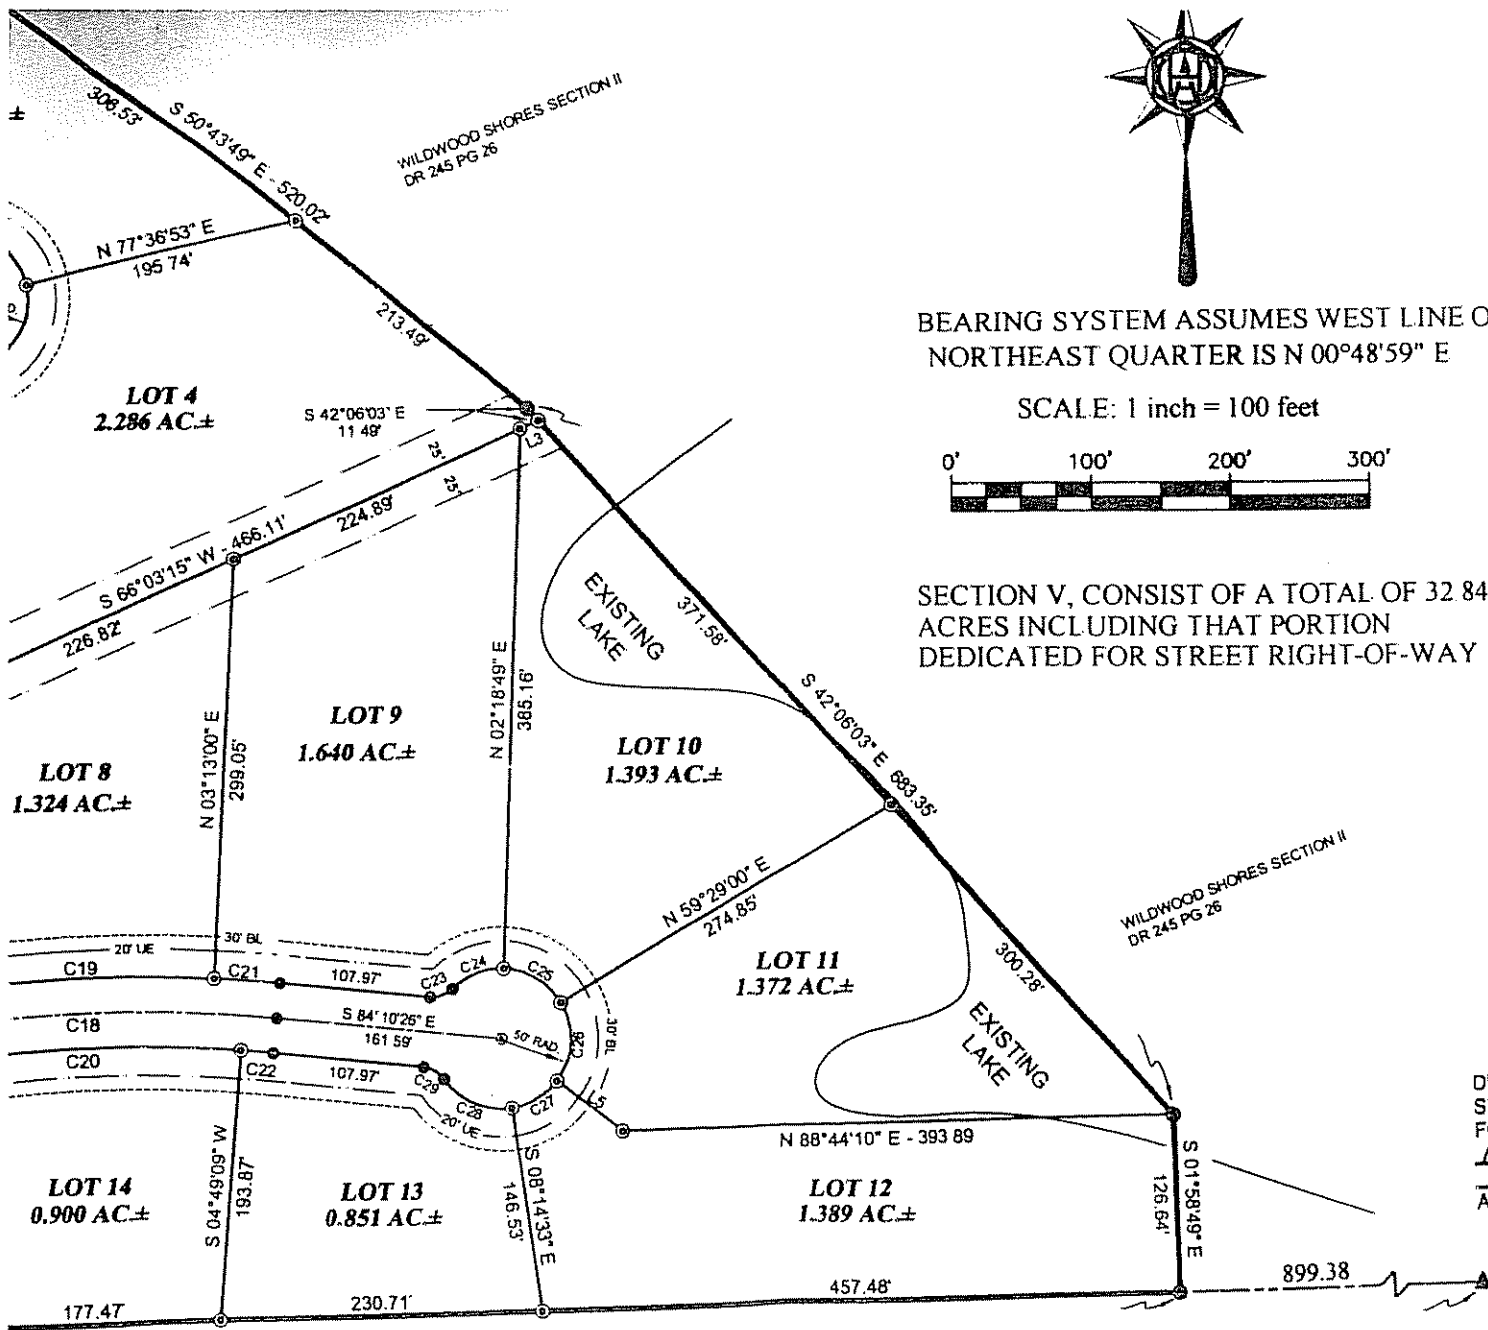 ±
306.53'
S 50°43'49" E - 520.02'
WILDWOOD SHORES SECTION II
DR 245 PG 26
N 77°36'53" E
195 74'
213.49'
BEARING SYSTEM ASSUMES WEST LINE O
NORTHEAST QUARTER IS N 00°48'59" E
SCALE: 1 inch = 100 feet
0' 100' 200' 300'
LOT 4
2.286 AC.±
S 42°06'03" E
11 49'
L3
25'
25'
224.89'
S 66°03'15" W - 466.11'
226.82'
EXISTING
LAKE
371.58'
SECTION V, CONSIST OF A TOTAL OF 32 84
ACRES INCLUDING THAT PORTION
DEDICATED FOR STREET RIGHT-OF-WAY
S 42°06'03" E 683.35'
N 03°13'00" E
299.05'
N 02°18'49" E
385.16'
LOT 8
1.324 AC.±
LOT 9
1.640 AC.±
LOT 10
1.393 AC.±
N 59°29'00" E
274.85'
WILDWOOD SHORES SECTION II
DR 245 PG 26
300.28'
LOT 11
1.372 AC.±
EXISTING
LAKE
30' BL
20' UE
C19
C21
107.97'
C23
C24
C25
C26
30' BL
C18
S 84°10'26" E
161 59'
50' RAD.
C20
C22
107.97'
C29
C28
C27
20' UE
L5
N 88°44'10" E - 393 89
S 01°58'49" E
126.64'
S 04°49'09" W
193.87'
S 08°14'33" E
146.53'
LOT 14
0.900 AC.±
LOT 13
0.851 AC.±
LOT 12
1.389 AC.±
177.47'
230.71'
457.48'
899.38